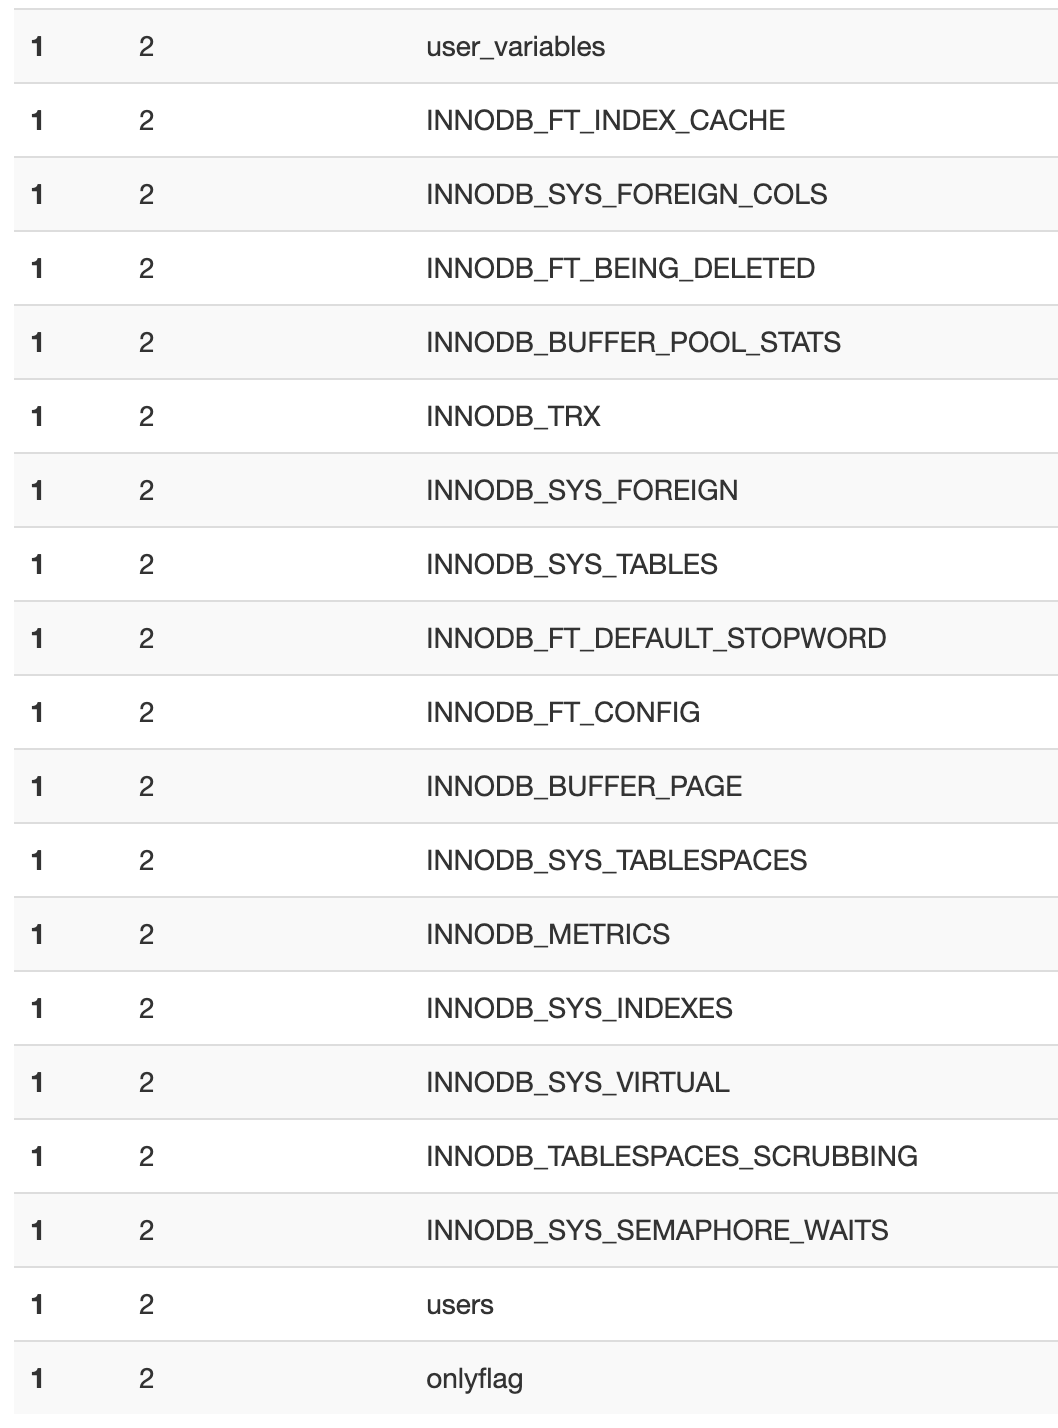 1 2 user_variables
1 2 INNODB_FT_INDEX_CACHE
1 2 INNODB_SYS_FOREIGN_COLS
1 2 INNODB_FT_BEING_DELETED
1 2 INNODB_BUFFER_POOL_STATS
1 2 INNODB_TRX
1 2 INNODB_SYS_FOREIGN
1 2 INNODB_SYS_TABLES
1 2 INNODB_FT_DEFAULT_STOPWORD
1 2 INNODB_FT_CONFIG
1 2 INNODB_BUFFER_PAGE
1 2 INNODB_SYS_TABLESPACES
1 2 INNODB_METRICS
1 2 INNODB_SYS_INDEXES
1 2 INNODB_SYS_VIRTUAL
1 2 INNODB_TABLESPACES_SCRUBBING
1 2 INNODB_SYS_SEMAPHORE_WAITS
1 2 users
1 2 onlyflag